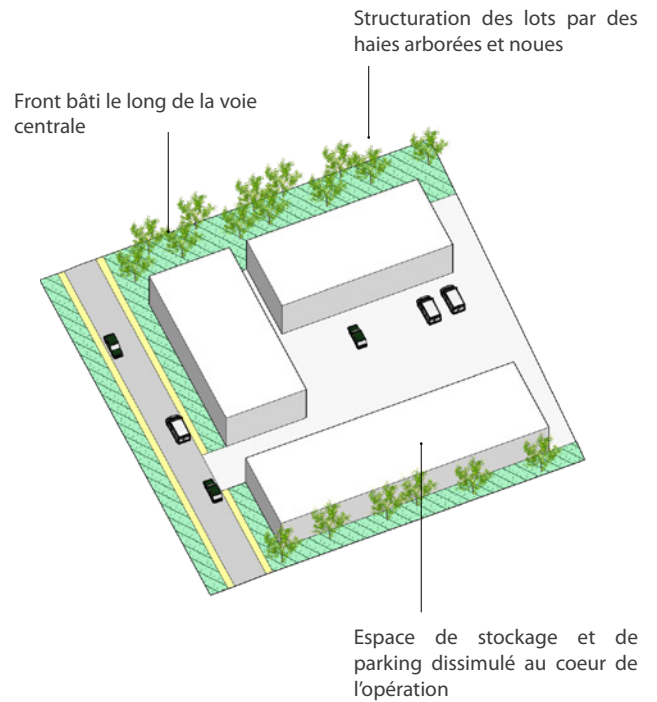 Structuration des lots par des
haies arborées et noues
Front bâti le long de la voie
centrale
Espace de stockage et de
parking dissimulé au coeur de
l'opération